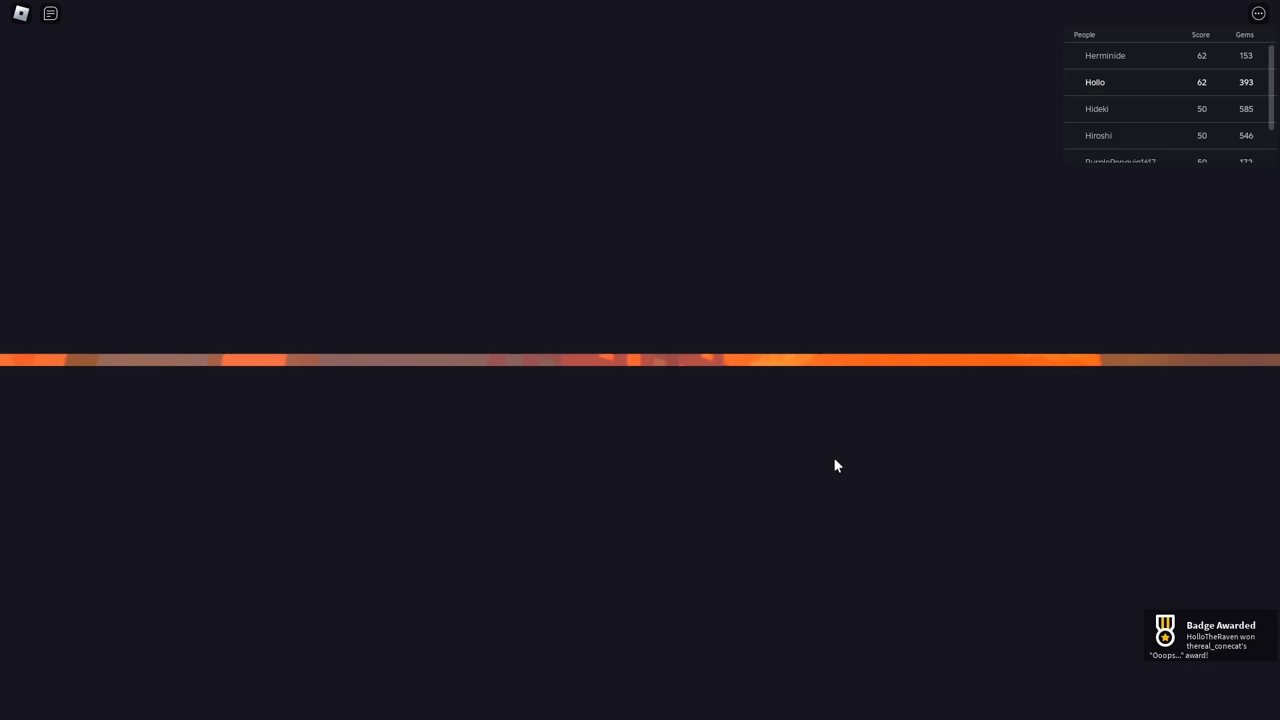 People Score Gems
Herminide 62 153
Hollo 62 393
Hideki 50 585
Hiroshi 50 546
Badge Awarded
HolloTheRaven won
thereal_conecat's
"Ooops..." award!